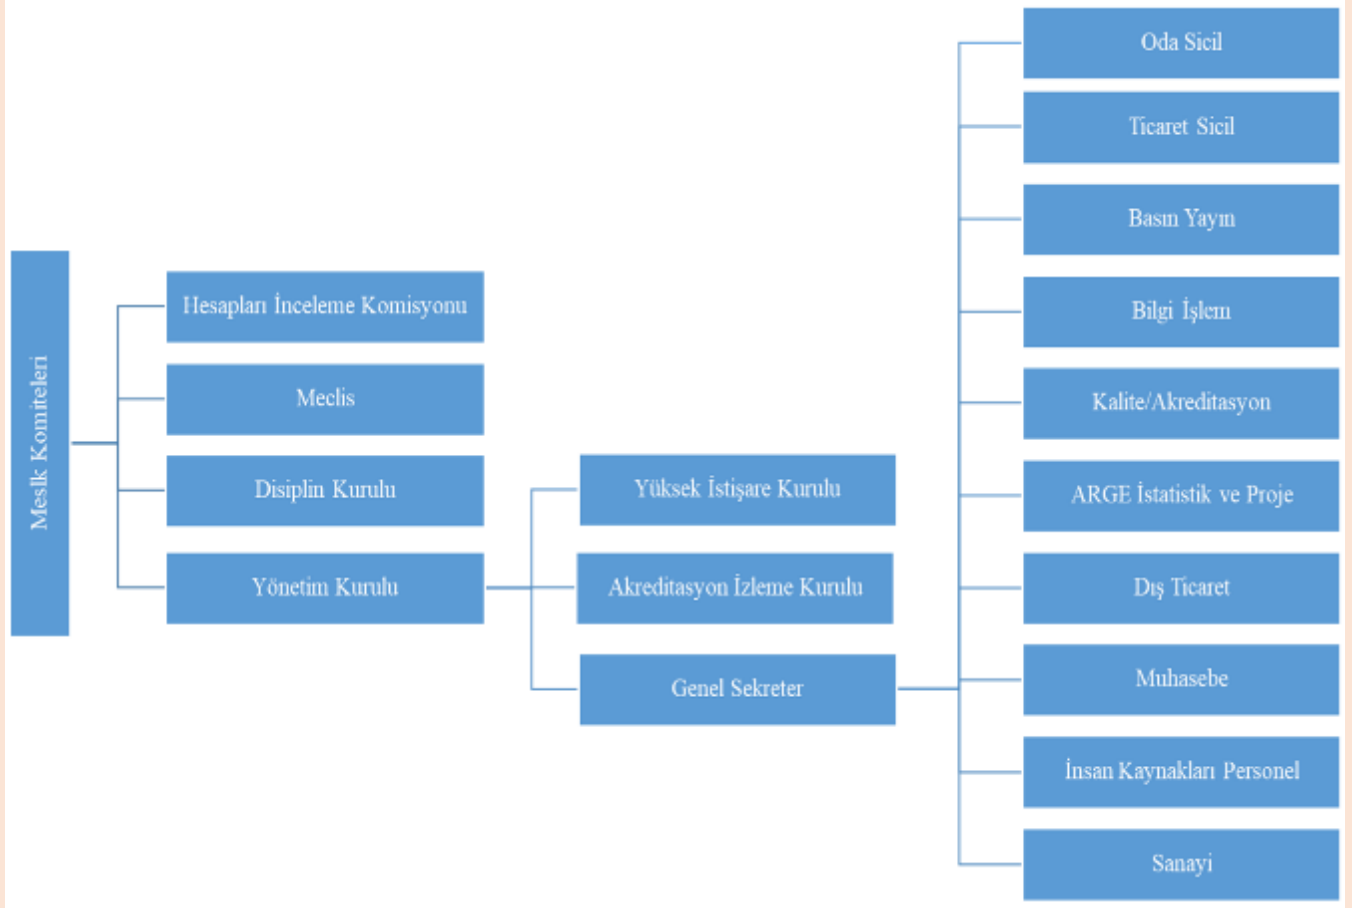 Meslk Komiteleri
Hesapları İnceleme Komisyonu
Meclis
Disiplin Kurulu
Yönetim Kurulu
Yüksek İstişare Kurulu
Akreditasyon İzleme Kurulu
Genel Sekreter
Oda Sicil
Ticaret Sicil
Basın Yayın
Bilgi İşlem
Kalite/Akreditasyon
ARGE İstatistik ve Proje
Dış Ticaret
Muhasebe
İnsan Kaynakları Personel
Sanayi